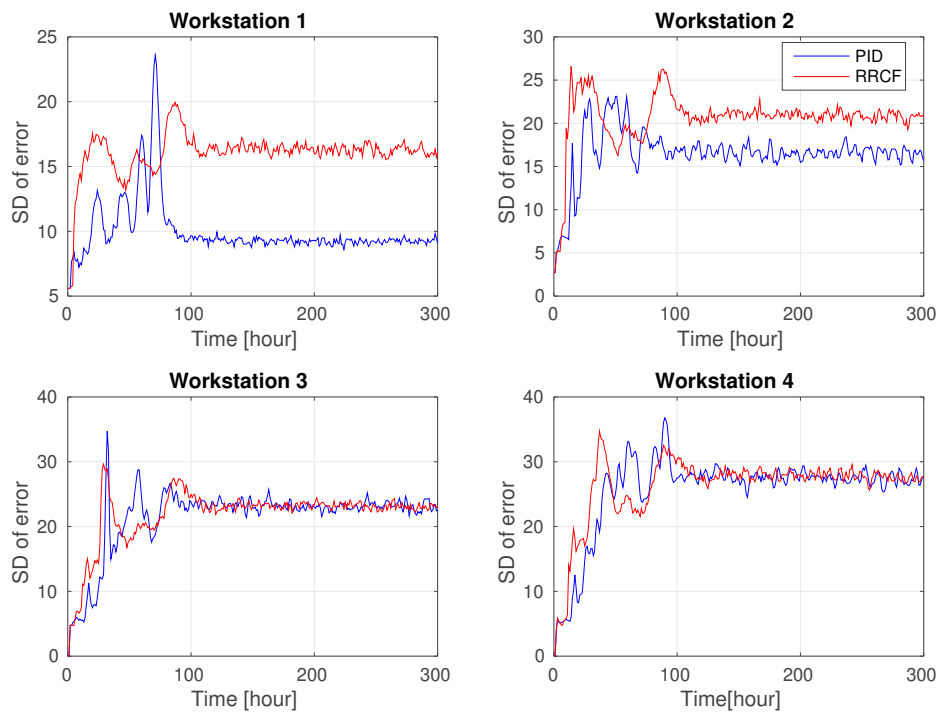 Workstation 1
25
20
15
10
5
SD of error
0
100
200
300
Time [hour]
Workstation 2
30
25
20
15
10
5
0
SD of error
PID
RRCF
0
100
200
300
Time [hour]
Workstation 3
40
30
20
10
0
SD of error
0
100
200
300
Time [hour]
Workstation 4
40
30
20
10
0
SD of error
0
100
200
300
Time[hour]